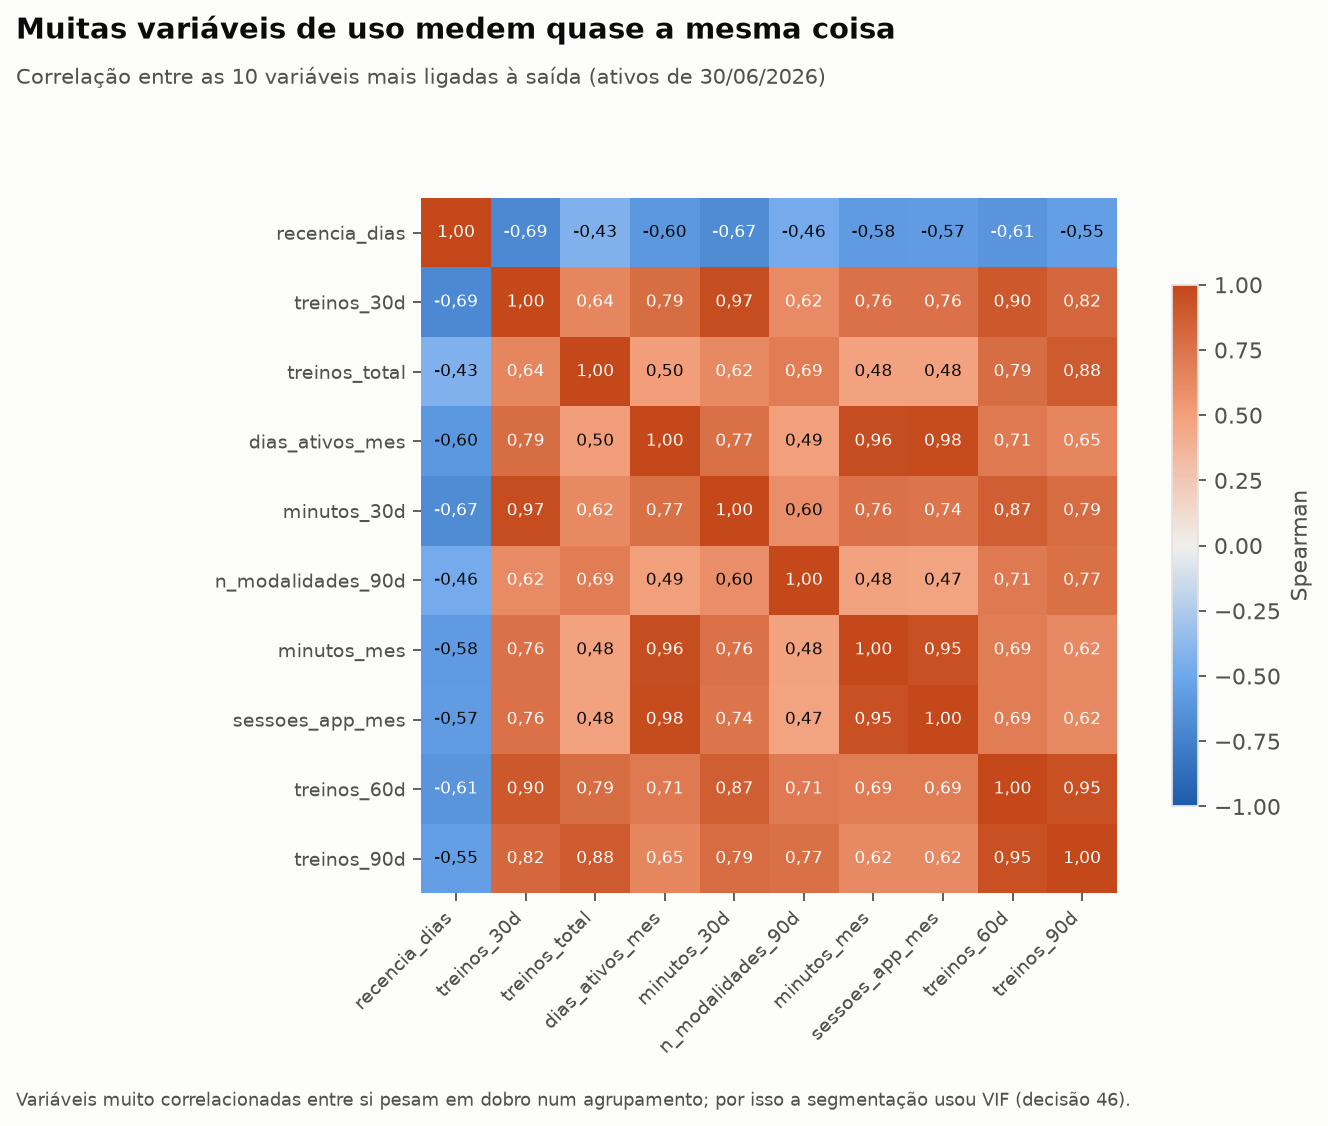 Muitas variáveis de uso medem quase a mesma coisa
Correlação entre as 10 variáveis mais ligadas à saída (ativos de 30/06/2026)
recencia_dias 1,00 -0,69 -0,43 -0,60 -0,67 -0,46 -0,58 -0,57 -0,61 -0,55
treinos_30d -0,69 1,00 0,64 0,79 0,97 0,62 0,76 0,76 0,90 0,82
treinos_total -0,43 0,64 1,00 0,50 0,62 0,69 0,48 0,48 0,79 0,88
dias_ativos_mes -0,60 0,79 0,50 1,00 0,77 0,49 0,96 0,98 0,71 0,65
minutos_30d -0,67 0,97 0,62 0,77 1,00 0,60 0,76 0,74 0,87 0,79
n_modalidades_90d -0,46 0,62 0,69 0,49 0,60 1,00 0,48 0,47 0,71 0,77
minutos_mes -0,58 0,76 0,48 0,96 0,76 0,48 1,00 0,95 0,69 0,62
sessoes_app_mes -0,57 0,76 0,48 0,98 0,74 0,47 0,95 1,00 0,69 0,62
treinos_60d -0,61 0,90 0,79 0,71 0,87 0,71 0,69 0,69 1,00 0,95
treinos_90d -0,55 0,82 0,88 0,65 0,79 0,77 0,62 0,62 0,95 1,00
recencia_dias
treinos_30d
treinos_total
dias_ativos_mes
minutos_30d
n_modalidades_90d
minutos_mes
sessoes_app_mes
treinos_60d
treinos_90d
1.00
0.75
0.50
0.25
0.00
−0.25
−0.50
−0.75
−1.00
Spearman
Variáveis muito correlacionadas entre si pesam em dobro num agrupamento; por isso a segmentação usou VIF (decisão 46).